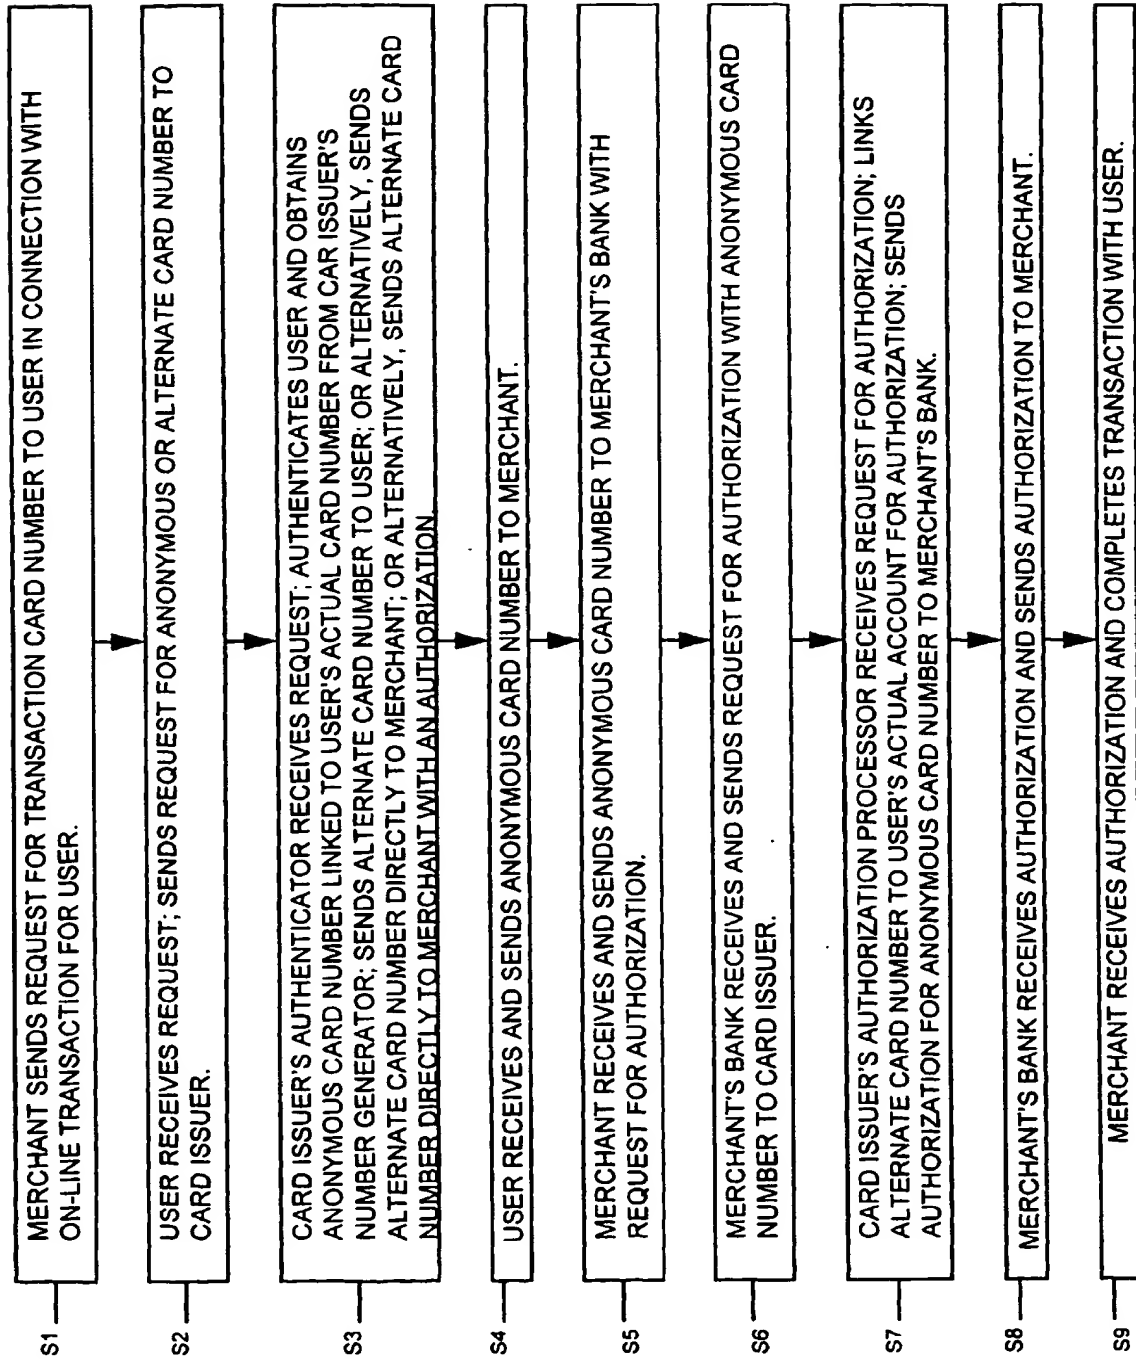 S1
MERCHANT SENDS REQUEST FOR TRANSACTION CARD NUMBER TO USER IN CONNECTION WITH
ON-LINE TRANSACTION FOR USER.
S2
USER RECEIVES REQUEST; SENDS REQUEST FOR ANONYMOUS OR ALTERNATE CARD NUMBER TO
CARD ISSUER.
S3
CARD ISSUER'S AUTHENTICATOR RECEIVES REQUEST; AUTHENTICATES USER AND OBTAINS
ANONYMOUS CARD NUMBER LINKED TO USER'S ACTUAL CARD NUMBER FROM CAR ISSUER'S
NUMBER GENERATOR; SENDS ALTERNATE CARD NUMBER TO USER; OR ALTERNATIVELY, SENDS
ALTERNATE CARD NUMBER DIRECTLY TO MERCHANT; OR ALTERNATIVELY, SENDS ALTERNATE CARD
NUMBER DIRECTLY TO MERCHANT WITH AN AUTHORIZATION
S4
USER RECEIVES AND SENDS ANONYMOUS CARD NUMBER TO MERCHANT.
S5
MERCHANT RECEIVES AND SENDS ANONYMOUS CARD NUMBER TO MERCHANT'S BANK WITH
REQUEST FOR AUTHORIZATION.
S6
MERCHANT'S BANK RECEIVES AND SENDS REQUEST FOR AUTHORIZATION WITH ANONYMOUS CARD
NUMBER TO CARD ISSUER.
S7
CARD ISSUER'S AUTHORIZATION PROCESSOR RECEIVES REQUEST FOR AUTHORIZATION; LINKS
ALTERNATE CARD NUMBER TO USER'S ACTUAL ACCOUNT FOR AUTHORIZATION; SENDS
AUTHORIZATION FOR ANONYMOUS CARD NUMBER TO MERCHANT'S BANK.
S8
MERCHANT'S BANK RECEIVES AUTHORIZATION AND SENDS AUTHORIZATION TO MERCHANT.
S9
MERCHANT RECEIVES AUTHORIZATION AND COMPLETES TRANSACTION WITH USER.